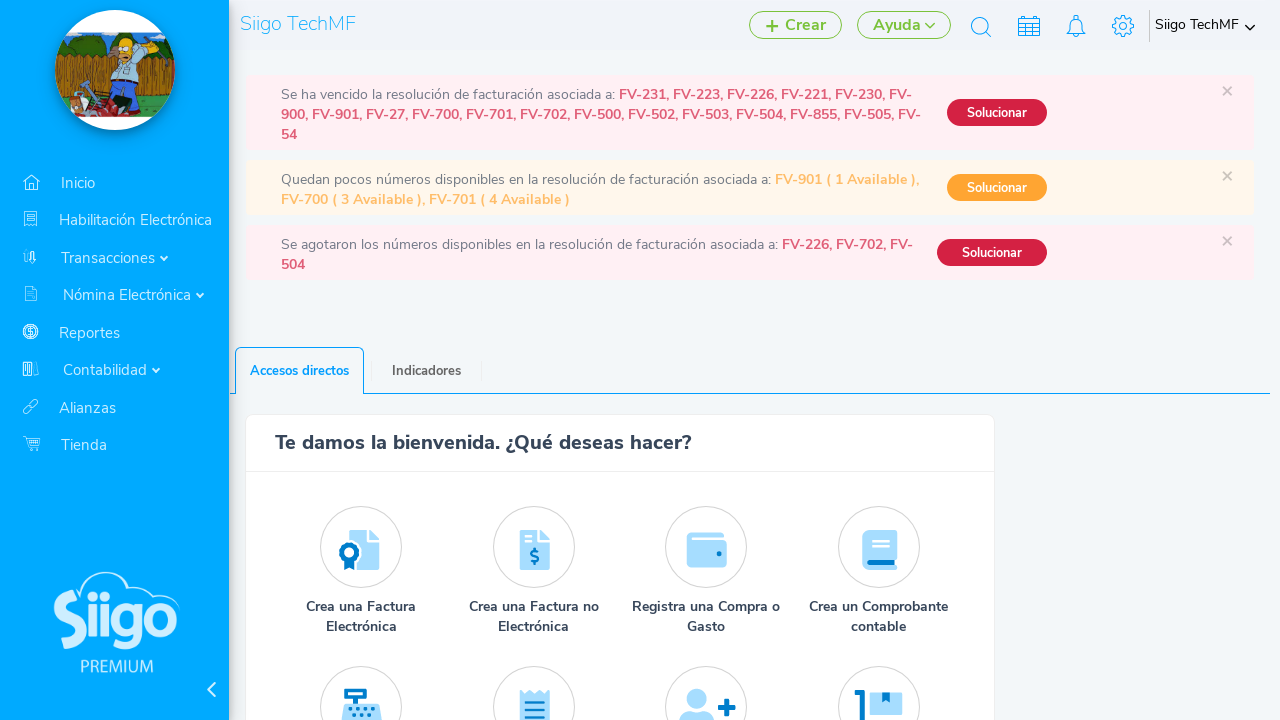 Siigo TechMF
Crear
Ayuda
Siigo TechMF
Inicio
Habilitación Electrónica
Transacciones
Nómina Electrónica
Reportes
Contabilidad
Alianzas
Tienda
Siigo
PREMIUM
Se ha vencido la resolución de facturación asociada a: FV-231, FV-223, FV-226, FV-221, FV-230, FV-
900, FV-901, FV-27, FV-700, FV-701, FV-702, FV-500, FV-502, FV-503, FV-504, FV-855, FV-505, FV-
54
Solucionar
Quedan pocos números disponibles en la resolución de facturación asociada a: FV-901 ( 1 Available ),
FV-700 ( 3 Available ), FV-701 ( 4 Available )
Solucionar
Se agotaron los números disponibles en la resolución de facturación asociada a: FV-226, FV-702, FV-
504
Solucionar
Accesos directos
Indicadores
Te damos la bienvenida. ¿Qué deseas hacer?
Crea una Factura
Electrónica
Crea una Factura no
Electrónica
Registra una Compra o
Gasto
Crea un Comprobante
contable